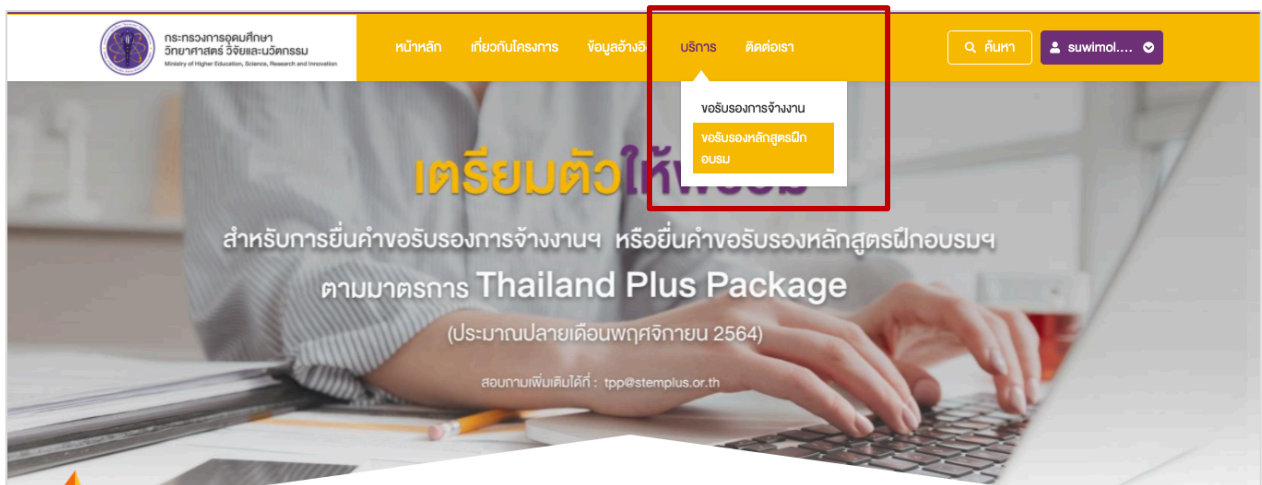 กระทรวงการอุดมศึกษา
วิทยาศาสตร์ วิจัยและนวัตกรรม
Ministry of Higher Education, Science, Research and Innovation
หน้าหลัก เกี่ยวกับโครงการ ข้อมูลอ้างอิ บริการ ติดต่อเรา
ค้นหา suwimol....
ขอรับรองการจ้างงาน
ขอรับรองหลักสูตรฝึก
อบรม
เตรียมตัวให้
สำหรับการยื่นคำขอรับรองการจ้างงานฯ หรือยื่นคำขอรับรองหลักสูตรฝึกอบรมฯ
ตามมาตรการ Thailand Plus Package
(ประมาณปลายเดือนพฤศจิกายน 2564)
สอบถามเพิ่มเติมได้ที่ : tpp@stemplus.or.th